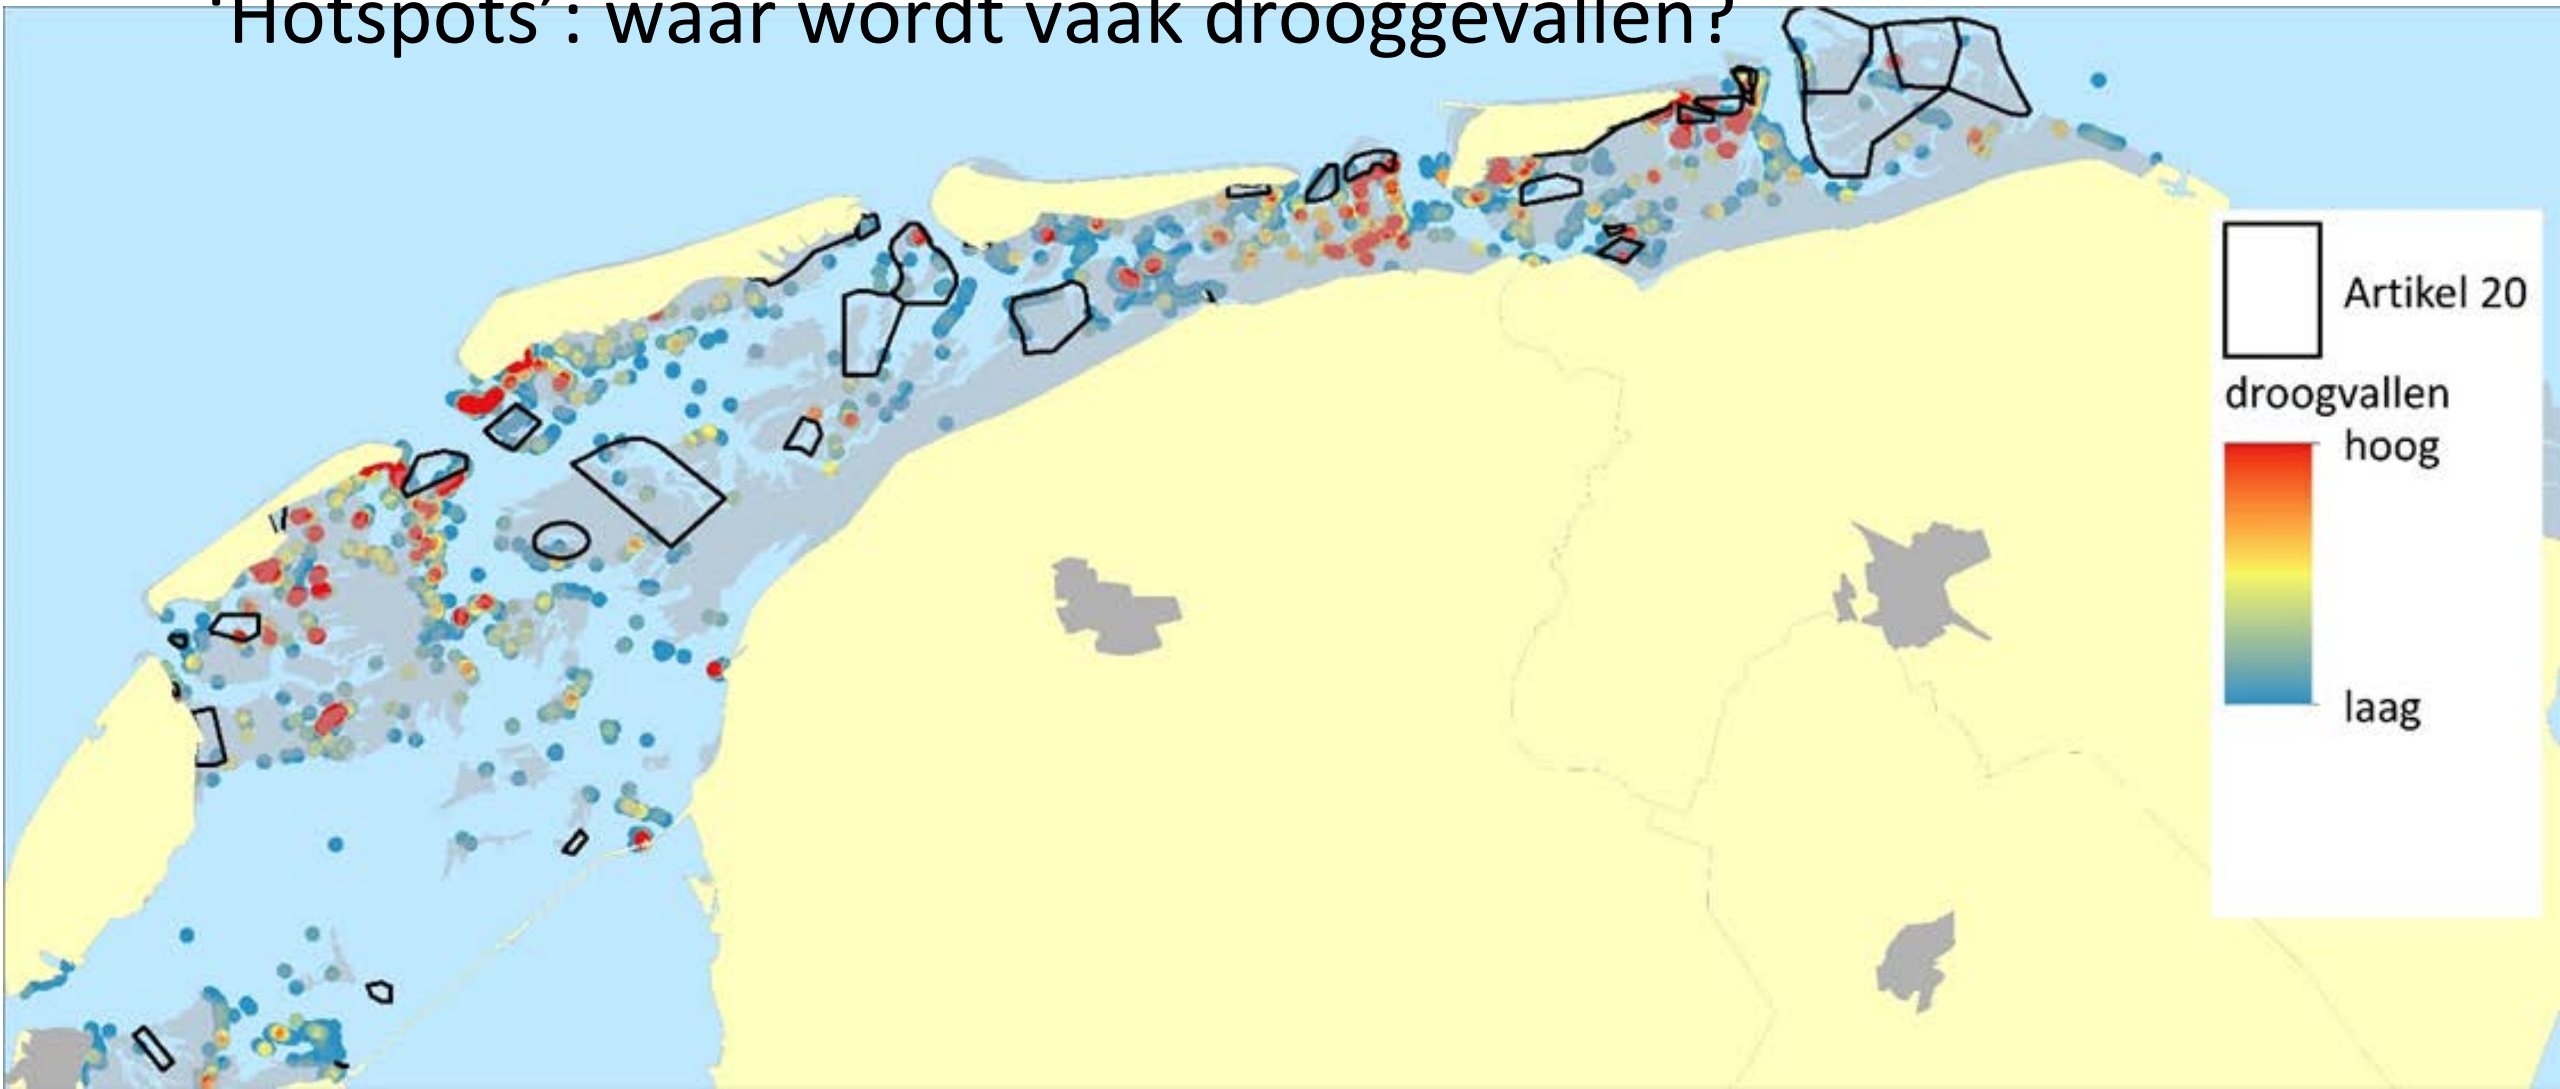 'Hotspots': waar wordt vaak drooggevallen?
Artikel 20
droogvallen
hoog
laag